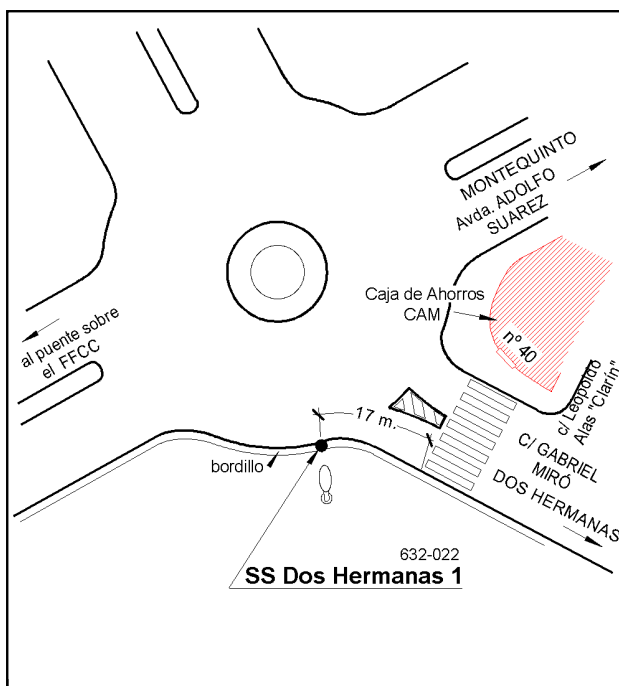 MONTEQUINTO
Avda. ADOLFO
SUAREZ
Caja de Ahorros
CAM
nº 40
al puente sobre
el FFCC
c/ Leopoldo
Alas "Clarín"
17 m.
C/ GABRIEL
MIRÓ
DOS HERMANAS
bordillo
632-022
SS Dos Hermanas 1